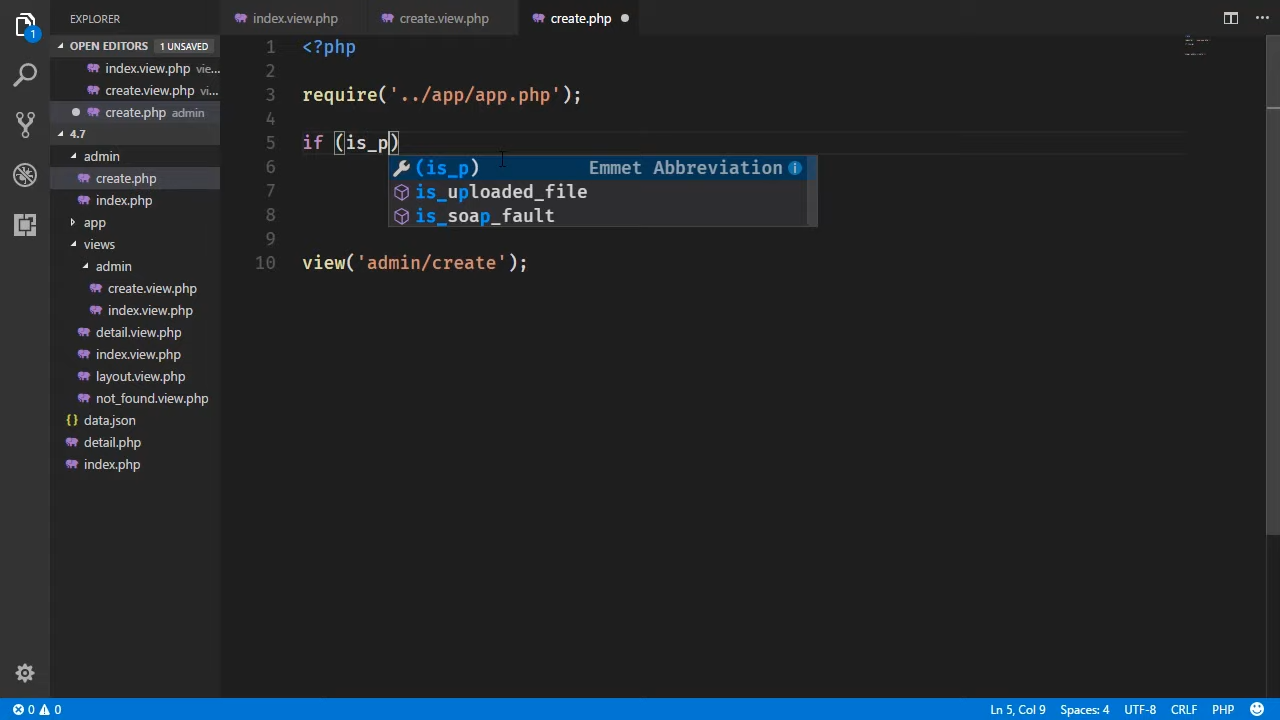 EXPLORER
index.view.php
create.view.php
create.php
OPEN EDITORS 1 UNSAVED
index.view.php vie...
create.view.php vi...
create.php admin
4.7
admin
create.php
index.php
app
views
admin
create.view.php
index.view.php
detail.view.php
index.view.php
layout.view.php
not_found.view.php
{} data.json
detail.php
index.php
1
1 <?php
2
3 require('../app/app.php');
4
5 if (is_p)
6
7
8
9
10 view('admin/create');
(is_p) Emmet Abbreviation
is_uploaded_file
is_soap_fault
0 0 Ln 5, Col 9 Spaces: 4 UTF-8 CRLF PHP